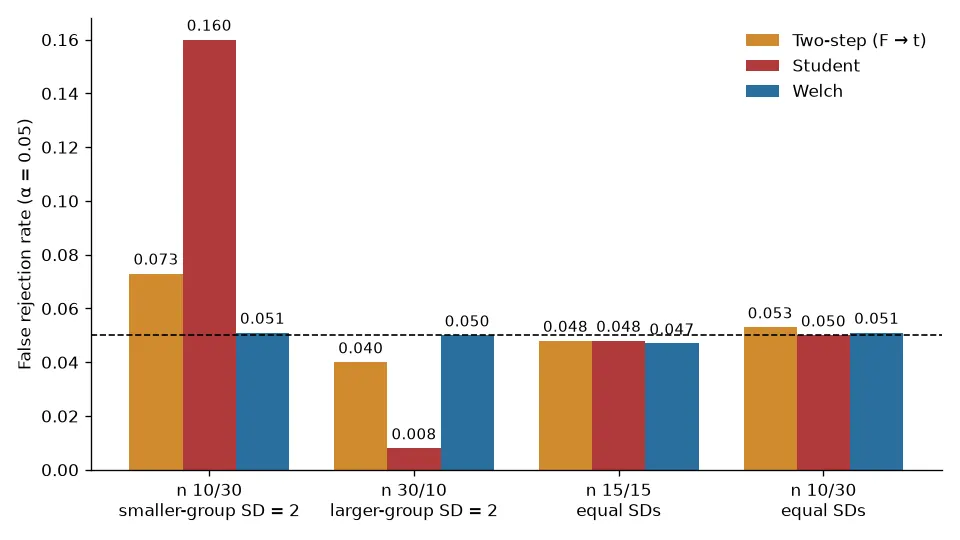 False rejection rate (α = 0.05)
0.16
0.14
0.12
0.10
0.08
0.06
0.04
0.02
0.00
Two-step (F → t)
Student
Welch
0.073
0.160
0.051
0.040
0.008
0.050
0.048
0.048
0.047
0.053
0.050
0.051
n 10/30
smaller-group SD = 2
n 30/10
larger-group SD = 2
n 15/15
equal SDs
n 10/30
equal SDs